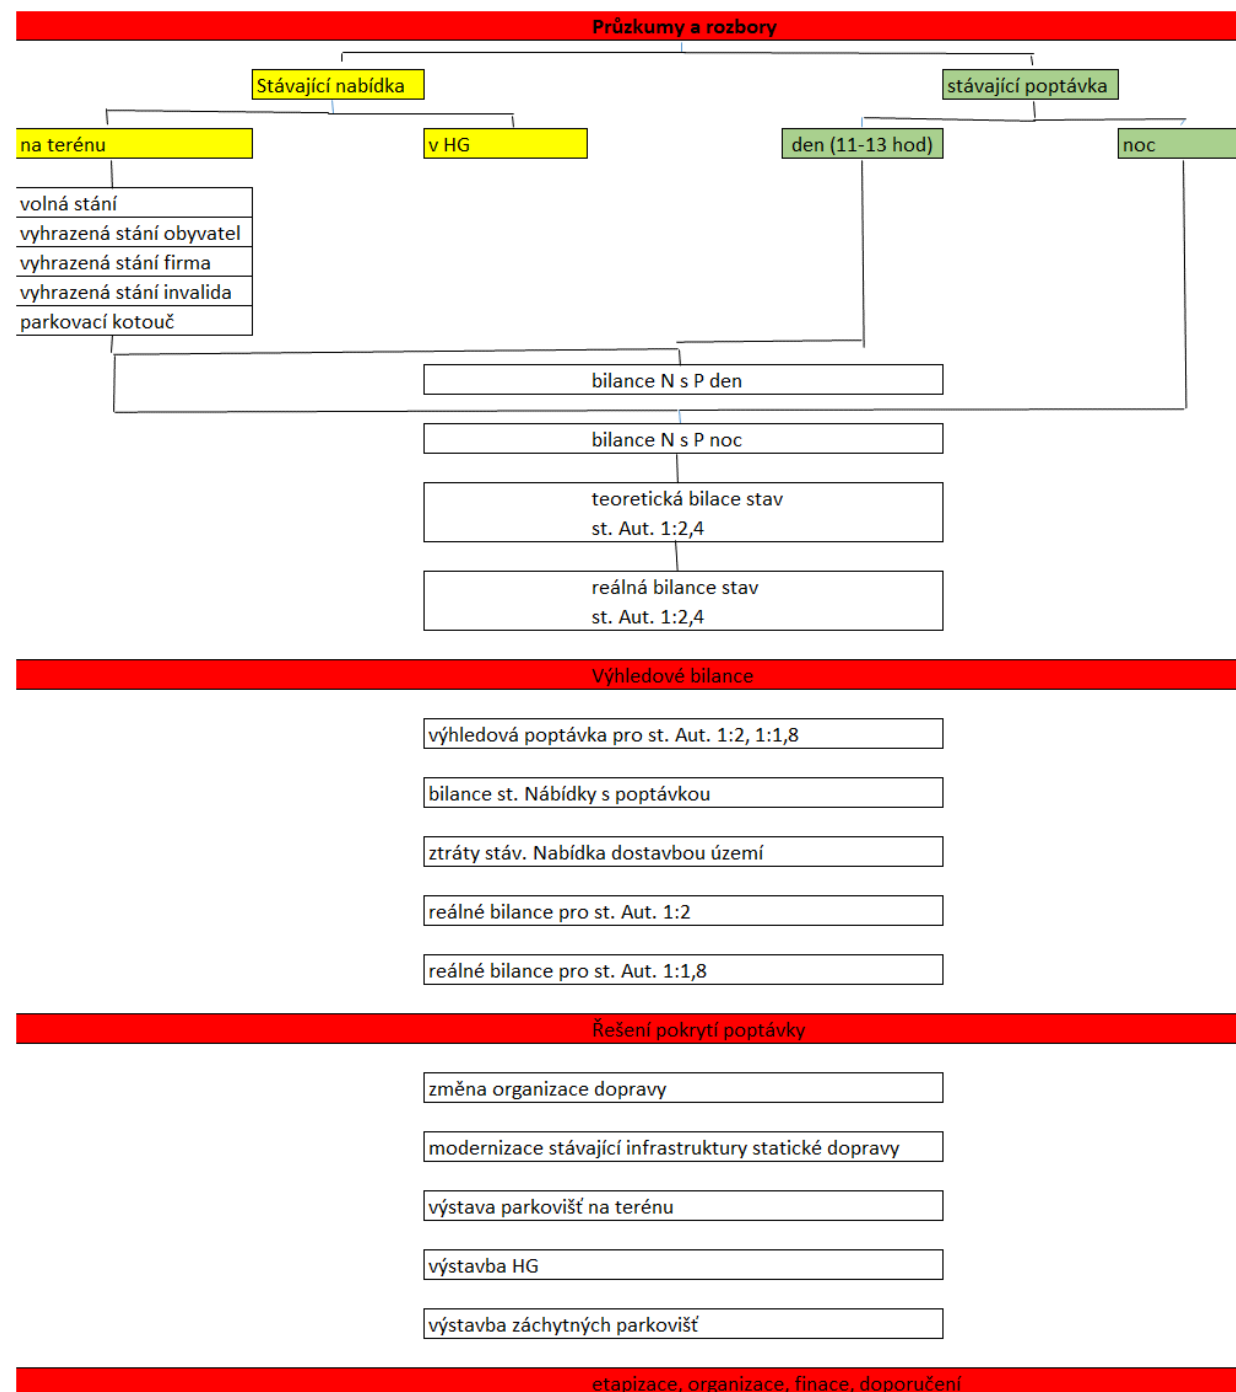 Průzkumy a rozbory
Stávající nabídka
stávající poptávka
na terénu
v HG
den (11-13 hod)
noc
volná stání
vyhrazená stání obyvatel
vyhrazená stání firma
vyhrazená stání invalida
parkovací kotouč
bilance N s P den
bilance N s P noc
teoretická bilace stav
st. Aut. 1:2,4
reálná bilance stav
st. Aut. 1:2,4
Výhledové bilance
výhledová poptávka pro st. Aut. 1:2, 1:1,8
bilance st. Nábídky s poptávkou
ztráty stáv. Nabídka dostavbou území
reálné bilance pro st. Aut. 1:2
reálné bilance pro st. Aut. 1:1,8
Řešení pokrytí poptávky
změna organizace dopravy
modernizace stávající infrastruktury statické dopravy
výstava parkovišť na terénu
výstavba HG
výstavba záchytných parkovišť
etapizace, organizace, finace, doporučení